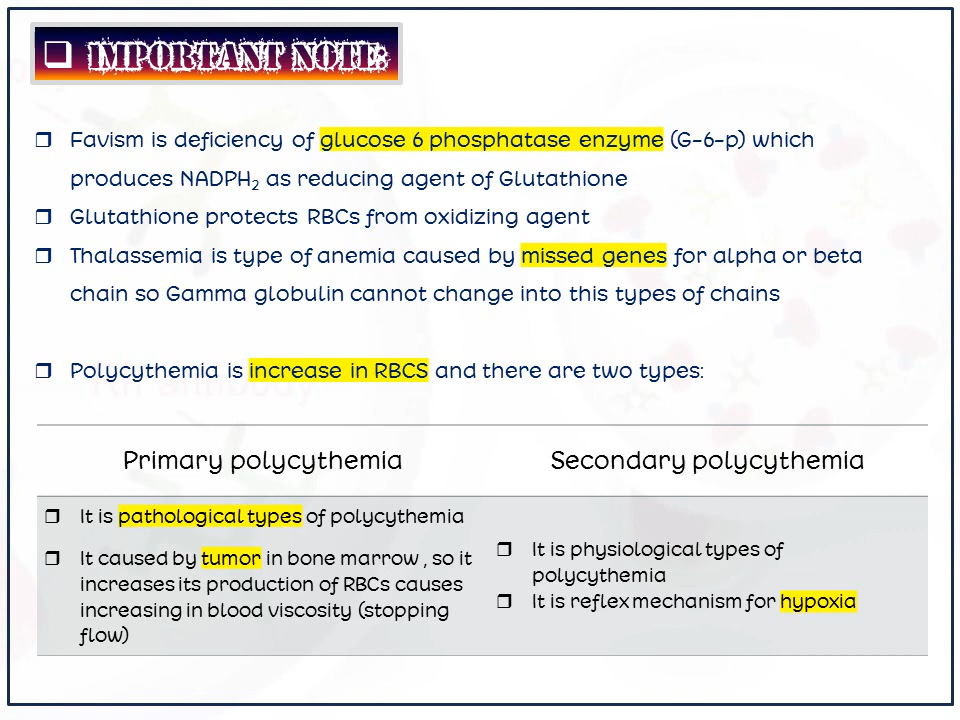 ❑ IMPORTANT NOTE:
❒ Favism is deficiency of glucose 6 phosphatase enzyme (G-6-p) which
produces NADPH₂ as reducing agent of Glutathione
❒ Glutathione protects RBCs from oxidizing agent
❒ Thalassemia is type of anemia caused by missed genes for alpha or beta
chain so Gamma globulin cannot change into this types of chains
❒ Polycythemia is increase in RBCS and there are two types:
Primary polycythemia
❒ It is pathological types of polycythemia
❒ It caused by tumor in bone marrow , so it
increases its production of RBCs causes
increasing in blood viscosity (stopping
flow)
Secondary polycythemia
❒ It is physiological types of
polycythemia
❒ It is reflex mechanism for hypoxia